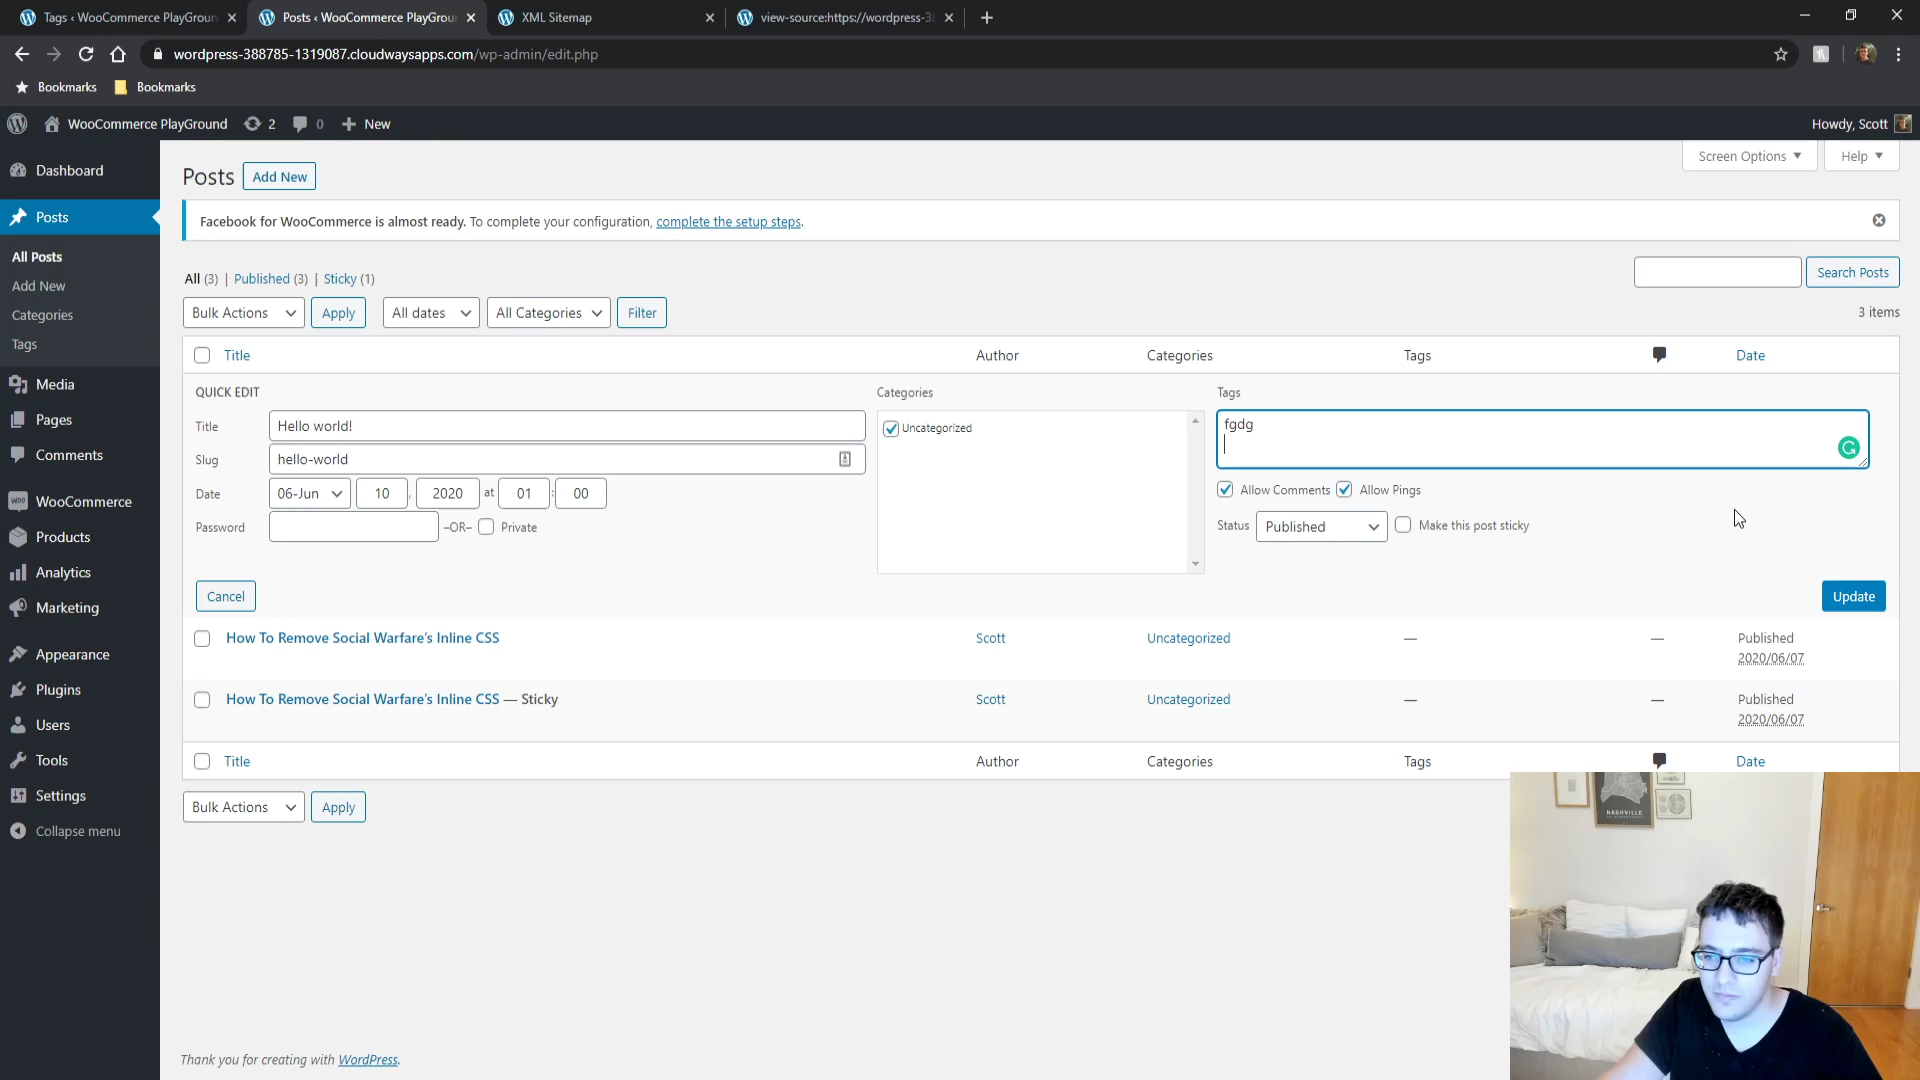 Tags ‹ WooCommerce PlayGroun
Posts ‹ WooCommerce PlayGrou
XML Sitemap
view-source:https://wordpress-38
wordpress-388785-1319087.cloudwaysapps.com/wp-admin/edit.php
Bookmarks
Bookmarks
WooCommerce PlayGround
2
0
New
Howdy, Scott
Dashboard
Posts
All Posts
Add New
Categories
Tags
Media
Pages
Comments
WooCommerce
Products
Analytics
Marketing
Appearance
Plugins
Users
Tools
Settings
Collapse menu
Screen Options
Help
Posts
Add New
Facebook for WooCommerce is almost ready. To complete your configuration, complete the setup steps.
All (3) | Published (3) | Sticky (1)
Search Posts
Bulk Actions
Apply
All dates
All Categories
Filter
3 items
Title
Author
Categories
Tags
Date
QUICK EDIT
Title
Hello world!
Slug
hello-world
Date
06-Jun
10
,
2020
at
01
:
00
Password
–OR–
Private
Categories
Uncategorized
Tags
fgdg
Allow Comments
Allow Pings
Status
Published
Make this post sticky
Cancel
Update
How To Remove Social Warfare's Inline CSS
Scott
Uncategorized
—
—
Published
2020/06/07
How To Remove Social Warfare's Inline CSS — Sticky
Scott
Uncategorized
—
—
Published
2020/06/07
Title
Author
Categories
Tags
Date
Bulk Actions
Apply
NASHVILLE
Thank you for creating with WordPress.